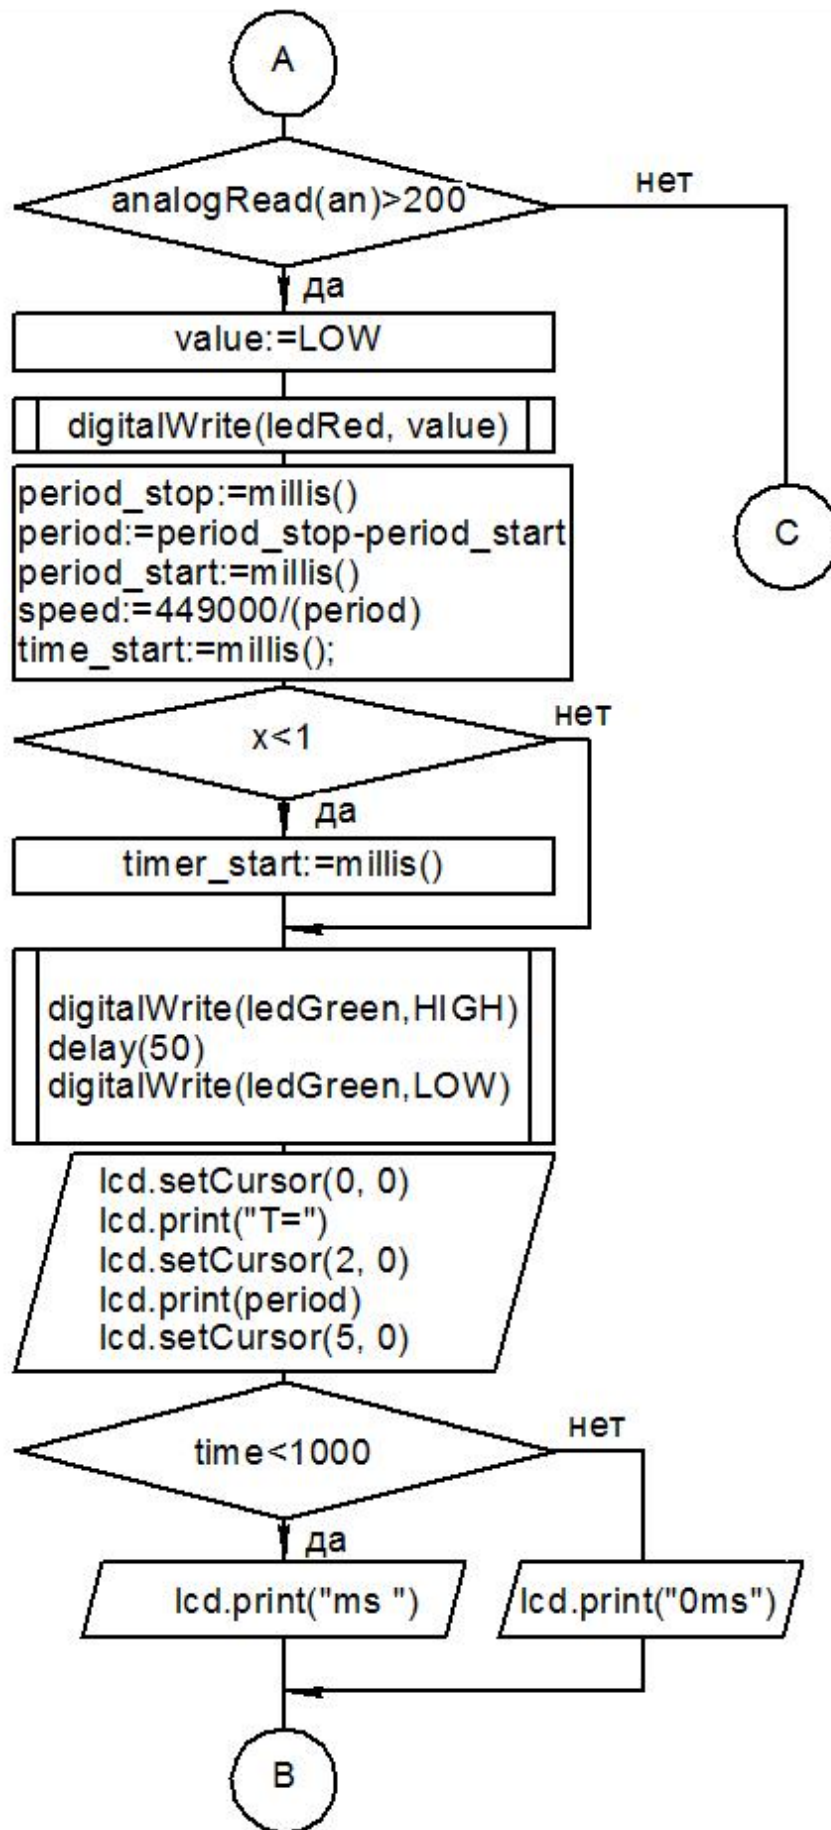 A
analogRead(an)>200
нет
да
value:=LOW
digitalWrite(ledRed, value)
period_stop:=millis()
period:=period_stop-period_start
period_start:=millis()
speed:=449000/(period)
time_start:=millis();
C
x<1
нет
да
timer_start:=millis()
digitalWrite(ledGreen,HIGH)
delay(50)
digitalWrite(ledGreen,LOW)
lcd.setCursor(0, 0)
lcd.print("T=")
lcd.setCursor(2, 0)
lcd.print(period)
lcd.setCursor(5, 0)
time<1000
нет
да
lcd.print("ms ")
lcd.print("0ms")
B